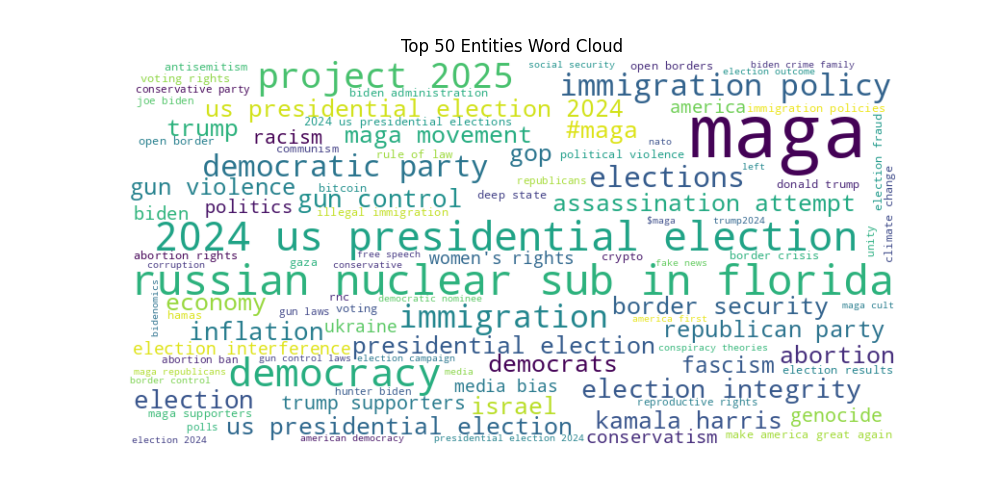 Top 50 Entities Word Cloud
antisemitism
social security
open borders
biden crime family
voting rights
project 2025
immigration policy
election outcome
conservative party
biden administration
joe biden
us presidential election 2024
america
immigration policies
2024 us presidential elections
trump
racism
maga movement
#maga
maga
election fraud
open border
communism
rule of law
gop
political violence
nato
democratic party
elections
left
climate change
gun violence
bitcoin
republicans
donald trump
gun control
deep state
assassination attempt
biden
politics
illegal immigration
$maga
trump2024
2024 us presidential election
unity
abortion rights
free speech
women's rights
crypto
border crisis
corruption
gaza
conservative
fake news
russian nuclear sub in florida
bidenomics
economy
rnc
democratic nominee
border security
maga cult
hamas
gun laws
voting
immigration
america first
inflation
ukraine
republican party
election interference
presidential election
conspiracy theories
abortion ban
gun control laws
election campaign
democrats
fascism
abortion
maga republicans
democracy
media
election results
border control
media bias
election integrity
hunter biden
election
trump supporters
israel
reproductive rights
maga supporters
kamala harris
genocide
polls
us presidential election
election 2024
american democracy
presidential election 2024
conservatism
make america great again